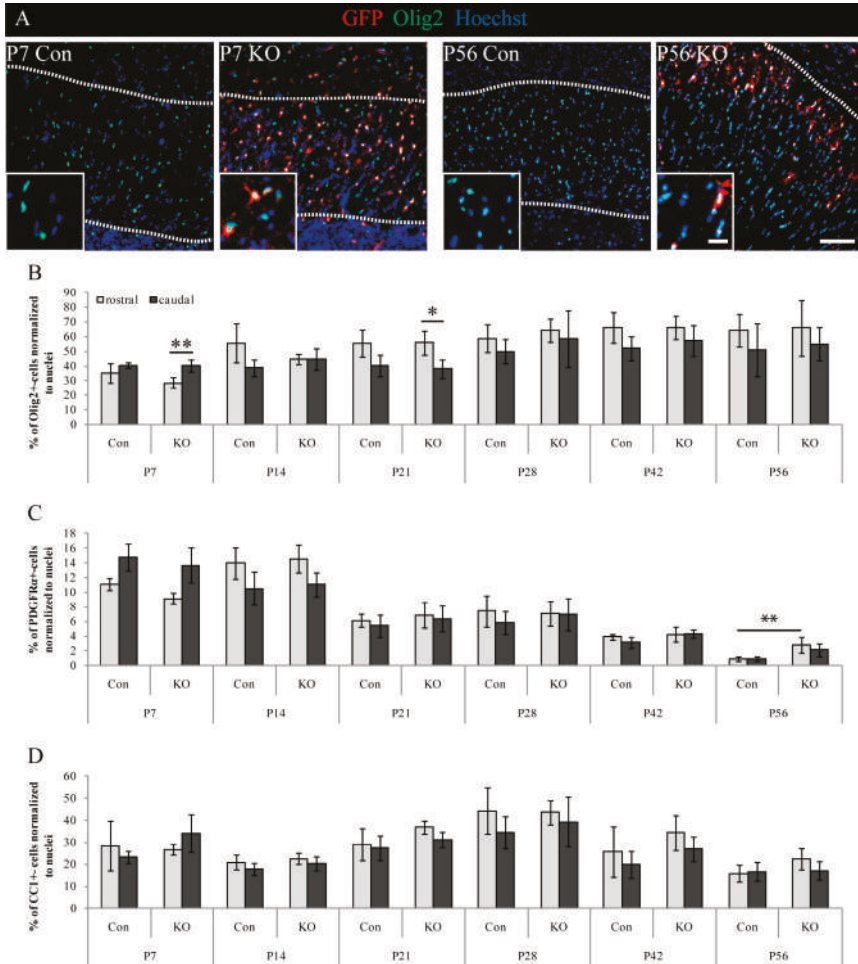 A
GFP Olig2 Hoechst
P7 Con
P7 KO
P56 Con
P56 KO
B
% of Olig2+-cells normalized
to nuclei
90
80
70
60
50
40
30
20
10
0
rostral
caudal
**
*
Con KO Con KO Con KO Con KO Con KO Con KO
P7 P14 P21 P28 P42 P56
C
% of PDGFRα+-cells
normalized to nuclei
18
16
14
12
10
8
6
4
2
0
**
Con KO Con KO Con KO Con KO Con KO Con KO
P7 P14 P21 P28 P42 P56
D
% of CC1+- cells normalized to
nuclei
60
50
40
30
20
10
0
Con KO Con KO Con KO Con KO Con KO Con KO
P7 P14 P21 P28 P42 P56